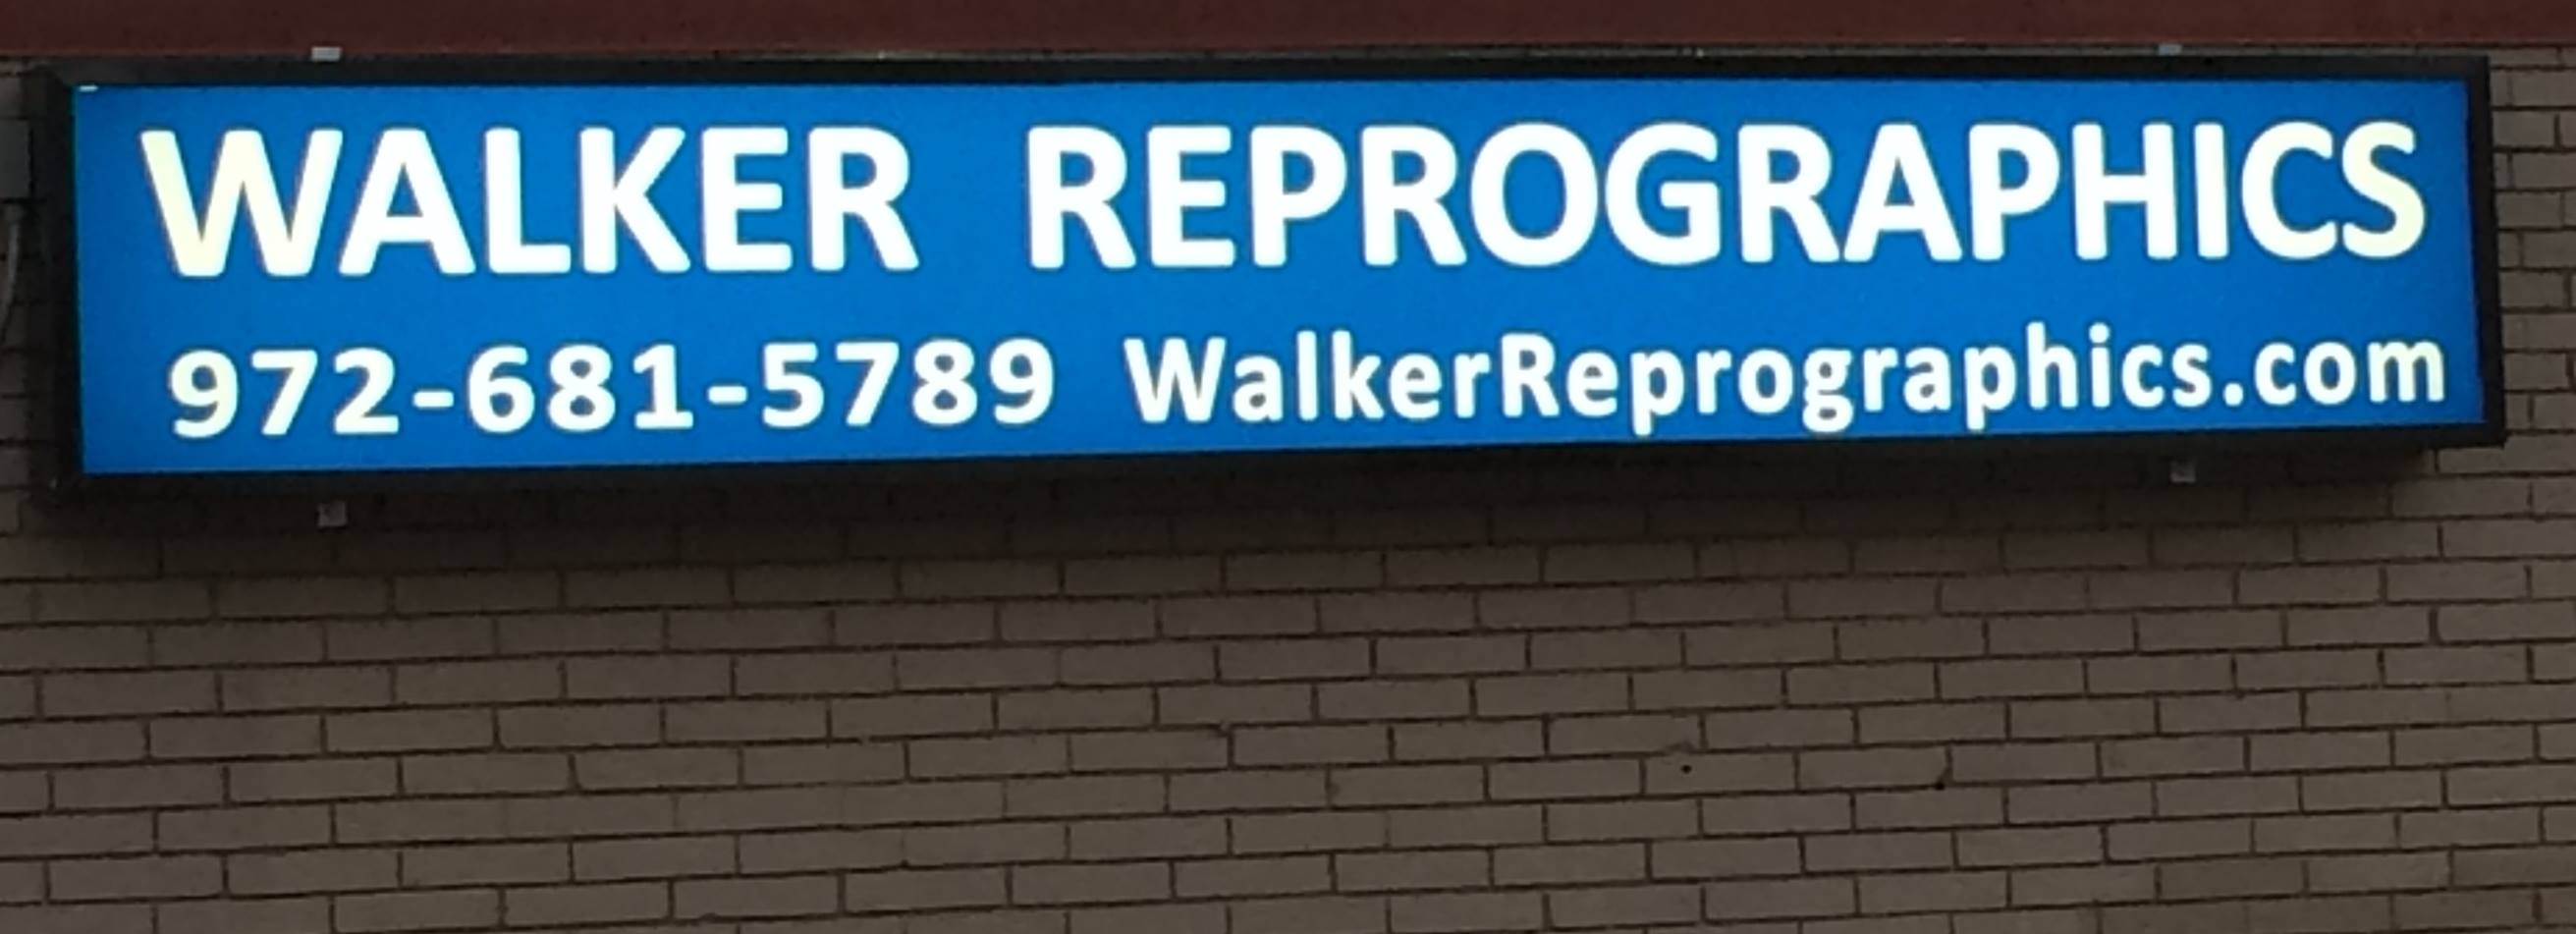 WALKER REPROGRAPHICS
972-681-5789 WalkerReprographics.com